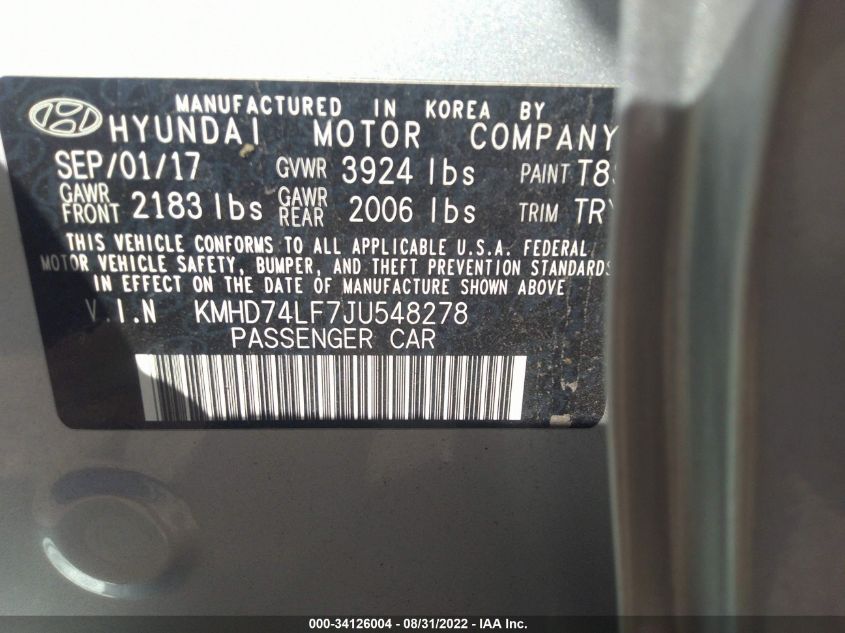 MANUFACTURED IN KOREA BY
HYUNDAI MOTOR COMPANY
SEP/01/17 GVWR 3924 lbs PAINT
GAWR FRONT 2183 lbs GAWR REAR 2006 lbs TRIM
THIS VEHICLE CONFORMS TO ALL APPLICABLE U.S.A. FEDERAL
MOTOR VEHICLE SAFETY, BUMPER, AND THEFT PREVENTION STANDARDS
IN EFFECT ON THE DATE OF MANUFACTURE SHOWN ABOVE
V.I.N KMHD74LF7JU548278
PASSENGER CAR
000-34126004 - 08/31/2022 - IAA Inc.